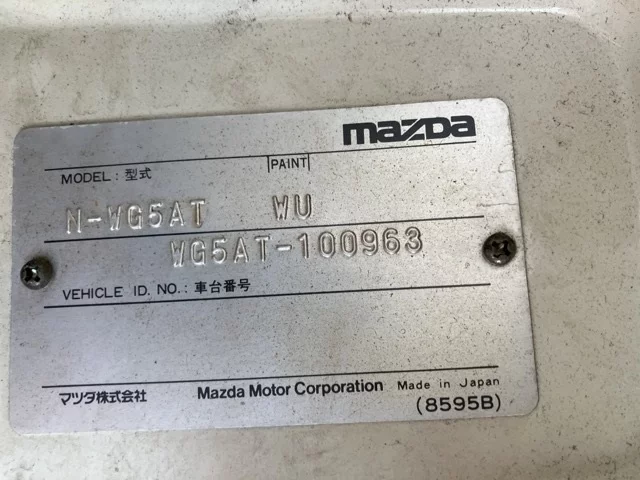 mazda
MODEL : 型式 PAINT
N-WG5AT WU
WG5AT-100963
VEHICLE ID. NO.: 車台番号
マツダ株式会社 Mazda Motor Corporation Made in Japan
(8595B)